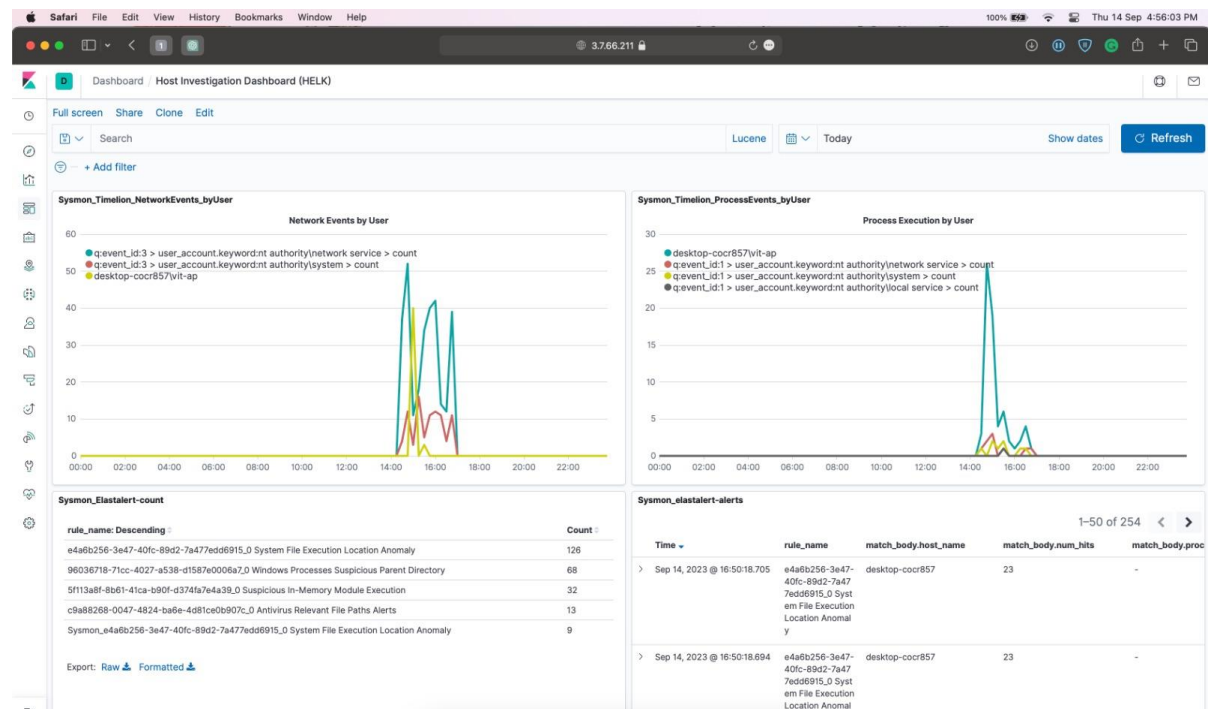 Safari File Edit View History Bookmarks Window Help
100% Thu 14 Sep 4:56:03 PM
1
3.7.66.211
D Dashboard / Host Investigation Dashboard (HELK)
Full screen Share Clone Edit
Search Lucene Today Show dates Refresh
+ Add filter
Sysmon_Timelion_NetworkEvents_byUser
Network Events by User
q:event_id:3 > user_account.keyword:nt authority\network service > count
q:event_id:3 > user_account.keyword:nt authority\system > count
desktop-cocr857\vit-ap
60
50
40
30
20
10
0
00:00 02:00 04:00 06:00 08:00 10:00 12:00 14:00 16:00 18:00 20:00 22:00
Sysmon_Timelion_ProcessEvents_byUser
Process Execution by User
desktop-cocr857\vit-ap
q:event_id:1 > user_account.keyword:nt authority\network service > count
q:event_id:1 > user_account.keyword:nt authority\system > count
q:event_id:1 > user_account.keyword:nt authority\local service > count
30
25
20
15
10
5
0
00:00 02:00 04:00 06:00 08:00 10:00 12:00 14:00 16:00 18:00 20:00 22:00
Sysmon_Elastalert-count
rule_name: Descending Count
e4a6b256-3e47-40fc-89d2-7a477edd6915_0 System File Execution Location Anomaly 126
96036718-71cc-4027-a538-d1587e0006a7_0 Windows Processes Suspicious Parent Directory 68
5f113a8f-8b61-41ca-b90f-d374fa7e4a39_0 Suspicious In-Memory Module Execution 32
c9a88268-0047-4824-ba6e-4d81ce0b907c_0 Antivirus Relevant File Paths Alerts 13
Sysmon_e4a6b256-3e47-40fc-89d2-7a477edd6915_0 System File Execution Location Anomaly 9
Export: Raw Formatted
Sysmon_elastalert-alerts
1–50 of 254
Time rule_name match_body.host_name match_body.num_hits match_body.proc
Sep 14, 2023 @ 16:50:18.705 e4a6b256-3e47- desktop-cocr857 23 -
40fc-89d2-7a47
7edd6915_0 Syst
em File Execution
Location Anomal
y
Sep 14, 2023 @ 16:50:18.694 e4a6b256-3e47- desktop-cocr857 23 -
40fc-89d2-7a47
7edd6915_0 Syst
em File Execution
Location Anomal